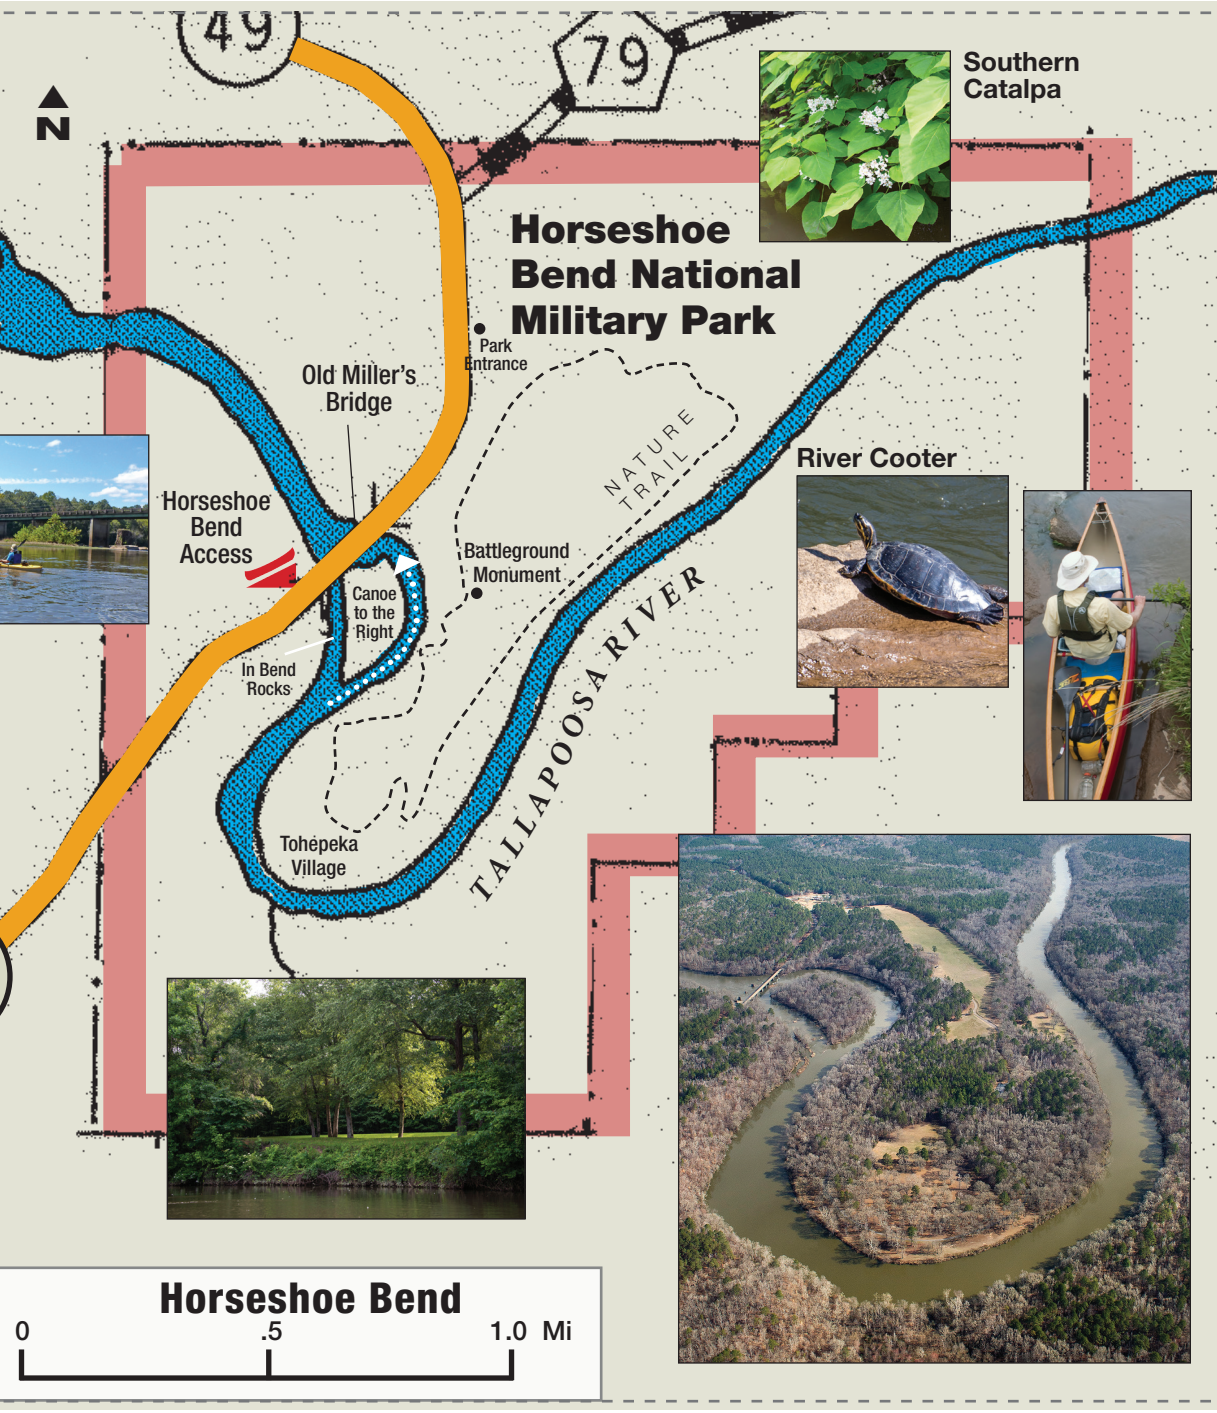 49
79
Southern
Catalpa
N
Horseshoe
Bend National
Military Park
Park
Entrance
Old Miller's
Bridge
NATURE
TRAIL
River Cooter
Horseshoe
Bend
Access
Battleground
Monument
Canoe
to the
Right
In Bend
Rocks
TALLAPOOSA RIVER
Tohepeka
Village
Horseshoe Bend
0 .5 1.0 Mi